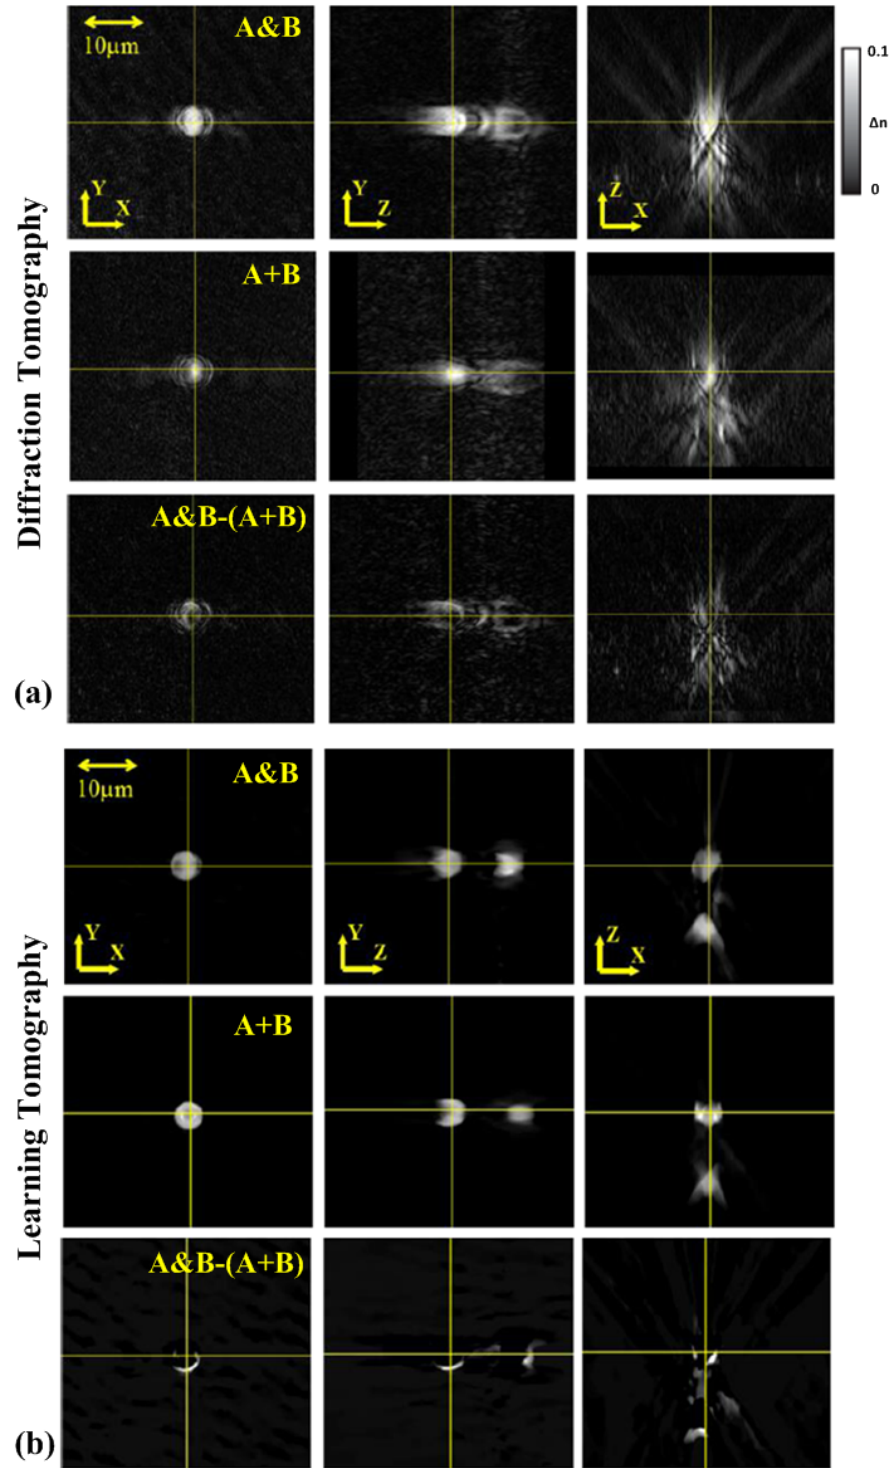 Diffraction Tomography
A&B
10µm
Y
X
Y
Z
Z
X
0.1
Δn
0
A+B
A&B-(A+B)
(a)
Learning Tomography
A&B
10µm
Y
X
Y
Z
Z
X
A+B
A&B-(A+B)
(b)